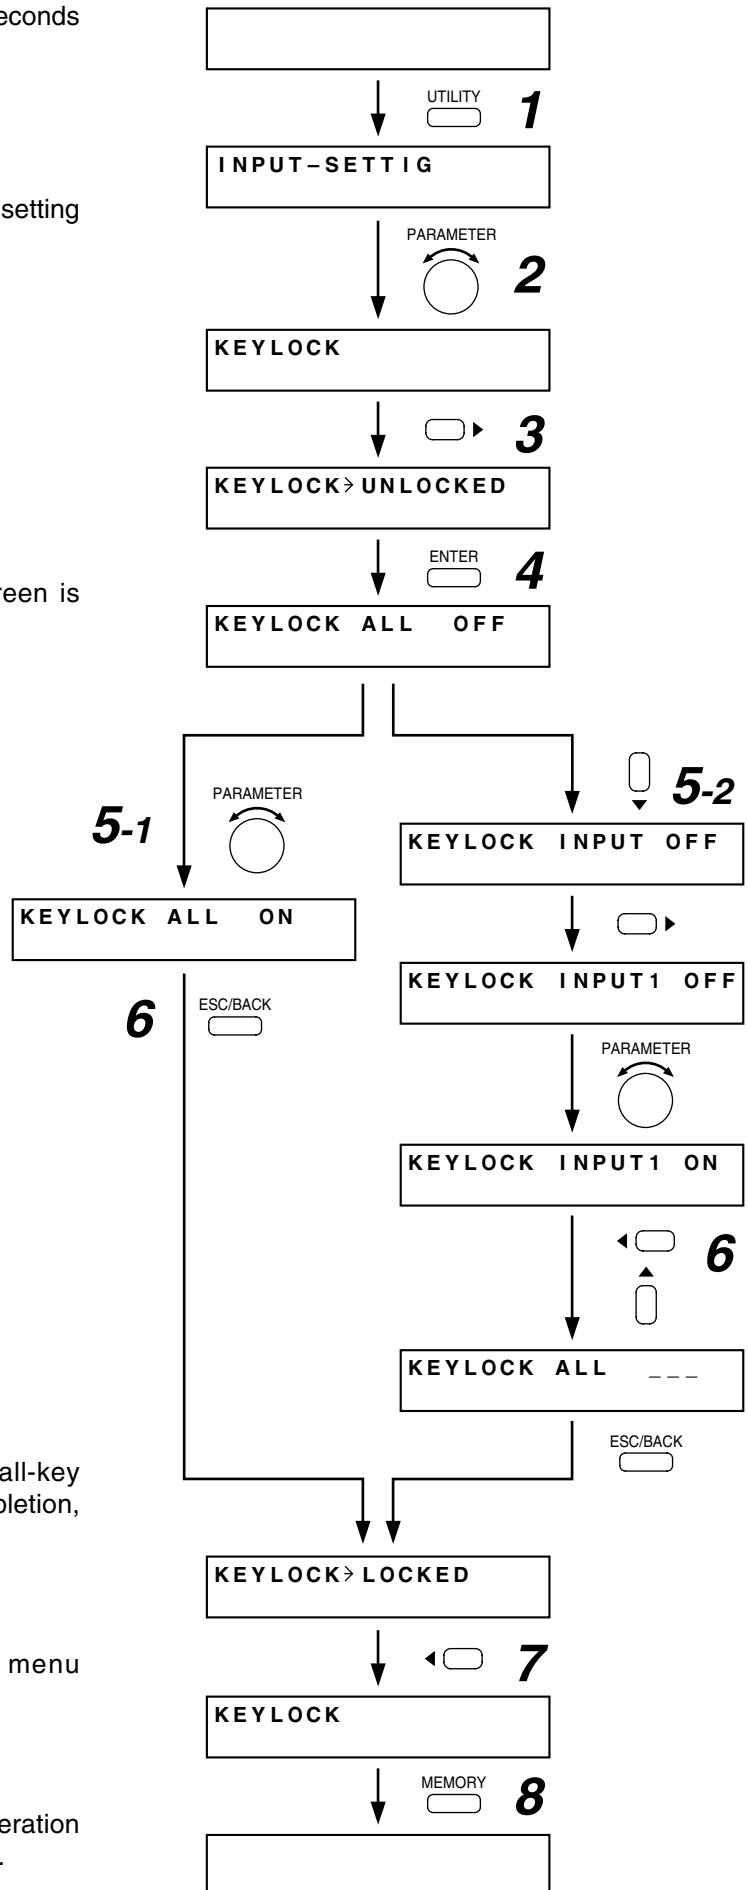 econds
UTILITY
1
INPUT–SETTIG
setting
PARAMETER
2
KEYLOCK
3
KEYLOCK>UNLOCKED
ENTER
4
reen is
KEYLOCK ALL OFF
5-1
PARAMETER
5-2
KEYLOCK INPUT OFF
KEYLOCK ALL ON
KEYLOCK INPUT1 OFF
6
ESC/BACK
PARAMETER
KEYLOCK INPUT1 ON
6
KEYLOCK ALL _ _ _
ESC/BACK
all-key
pletion,
KEYLOCK>LOCKED
menu
7
KEYLOCK
MEMORY
8
eration
.